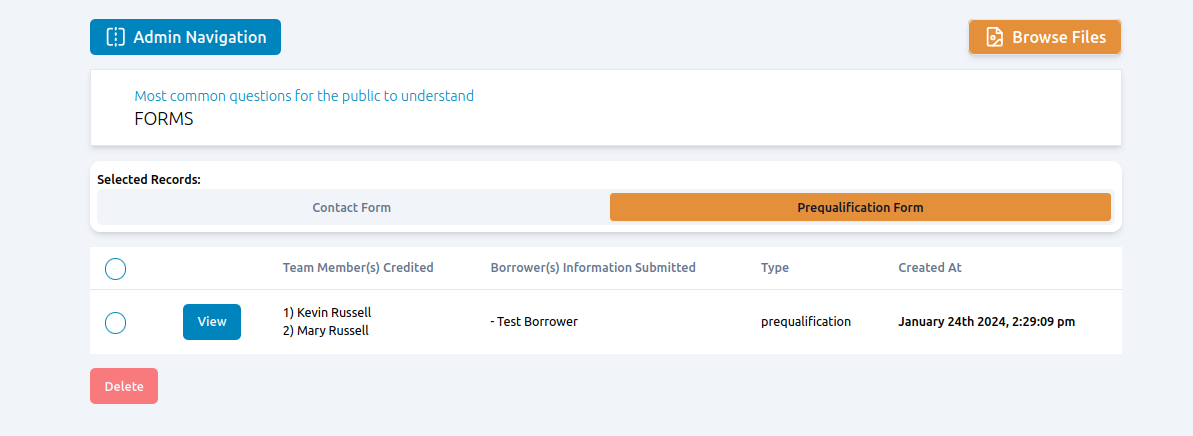 Admin Navigation
Browse Files
Most common questions for the public to understand
FORMS
Selected Records:
Contact Form
Prequalification Form
Team Member(s) Credited
Borrower(s) Information Submitted
Type
Created At
View
1) Kevin Russell
2) Mary Russell
- Test Borrower
prequalification
January 24th 2024, 2:29:09 pm
Delete